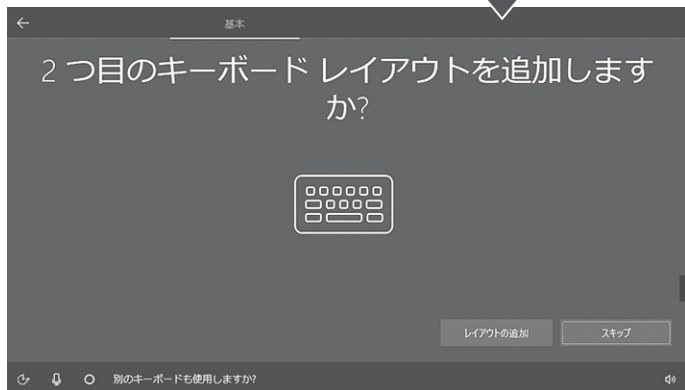 基本
2 つ目のキーボード レイアウトを追加します
か?
レイアウトの追加
スキップ
別のキーボードも使用しますか?